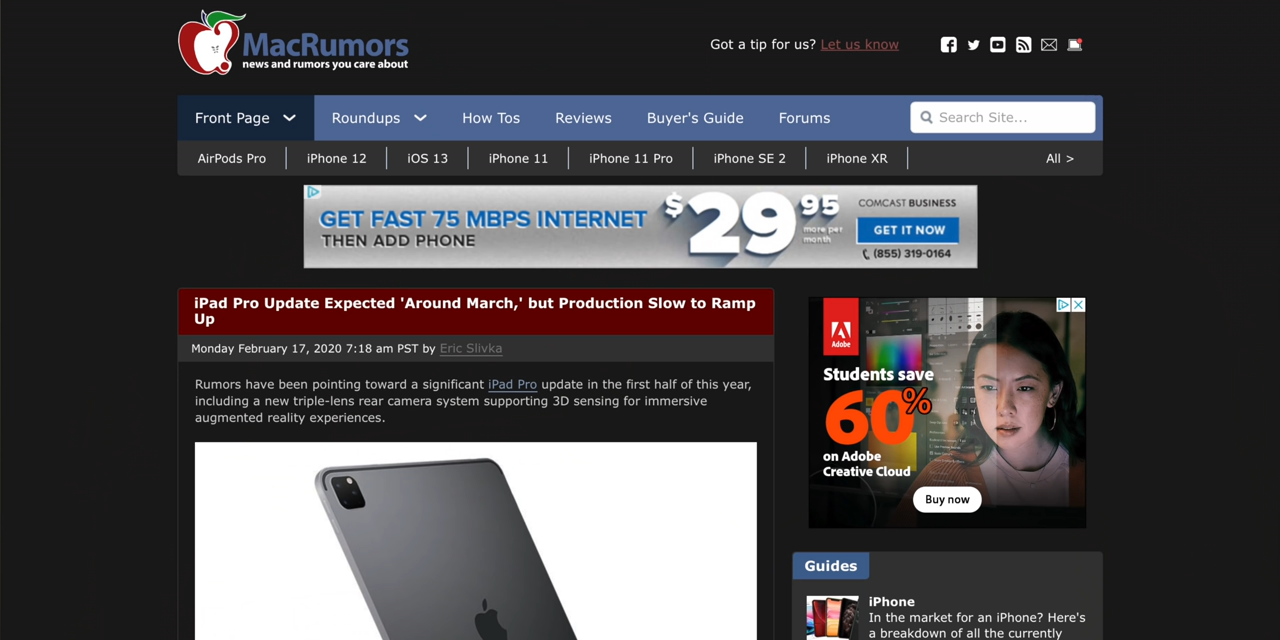 MacRumors
news and rumors you care about
Got a tip for us? Let us know
Front Page Roundups How Tos Reviews Buyer's Guide Forums Search Site...
AirPods Pro iPhone 12 iOS 13 iPhone 11 iPhone 11 Pro iPhone SE 2 iPhone XR All >
GET FAST 75 MBPS INTERNET
THEN ADD PHONE
$29 95
more per
month
COMCAST BUSINESS
GET IT NOW
(855) 319-0164
iPad Pro Update Expected 'Around March,' but Production Slow to Ramp
Up
Monday February 17, 2020 7:18 am PST by Eric Slivka
Rumors have been pointing toward a significant iPad Pro update in the first half of this year,
including a new triple-lens rear camera system supporting 3D sensing for immersive
augmented reality experiences.
Adobe
Students save
60%
on Adobe
Creative Cloud
Buy now
Guides
iPhone
In the market for an iPhone? Here's
a breakdown of all the currently